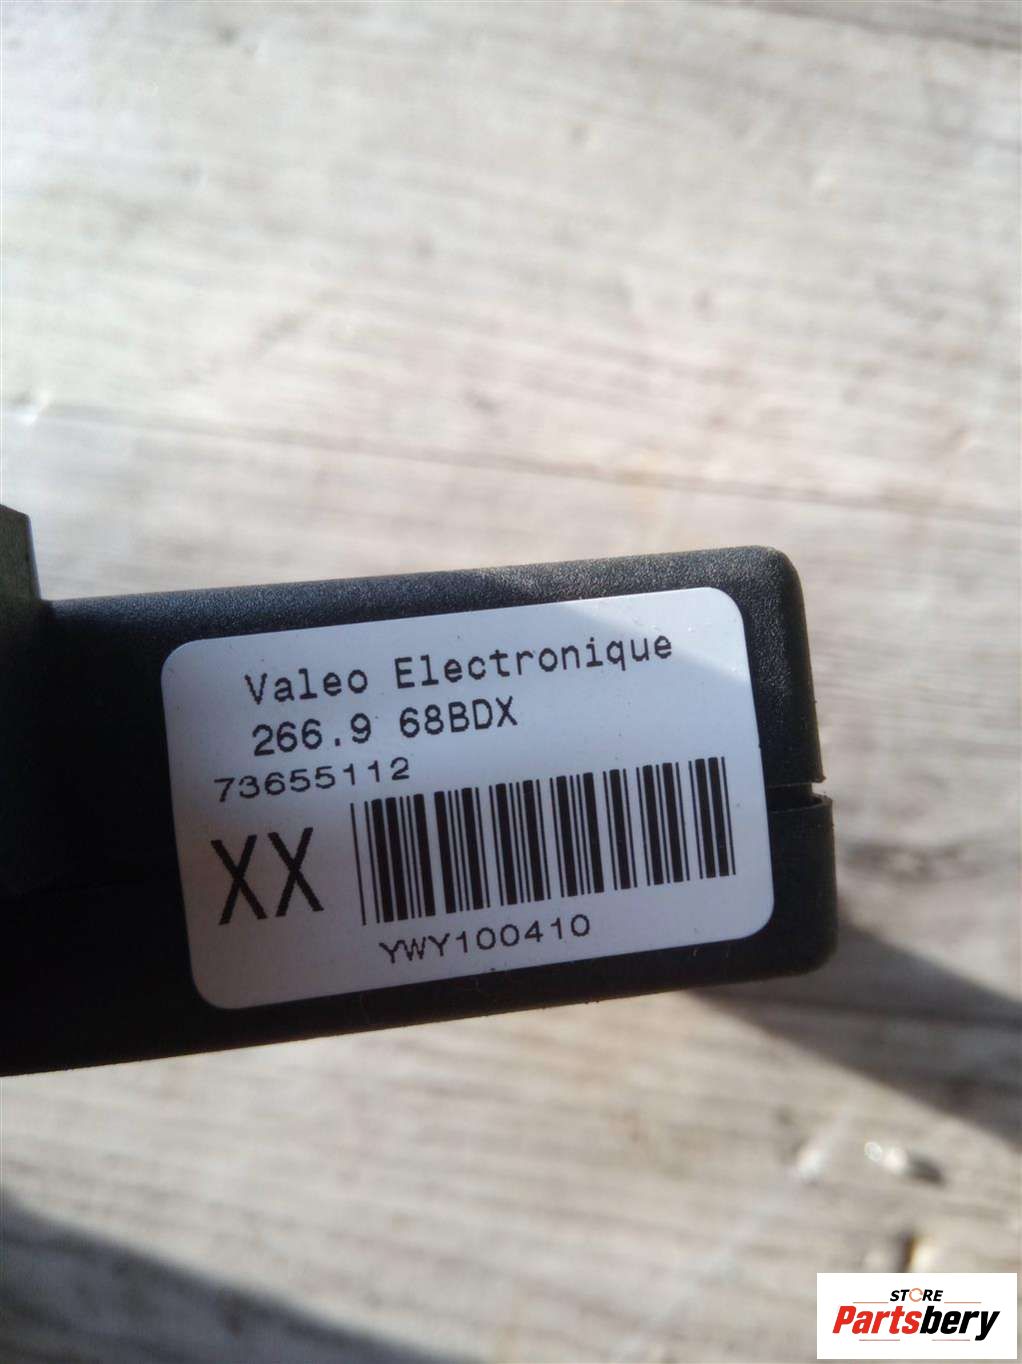 Valeo Electronique
266.9 68BDX
73655112
XX
YWY100410
STORE
Partsbery